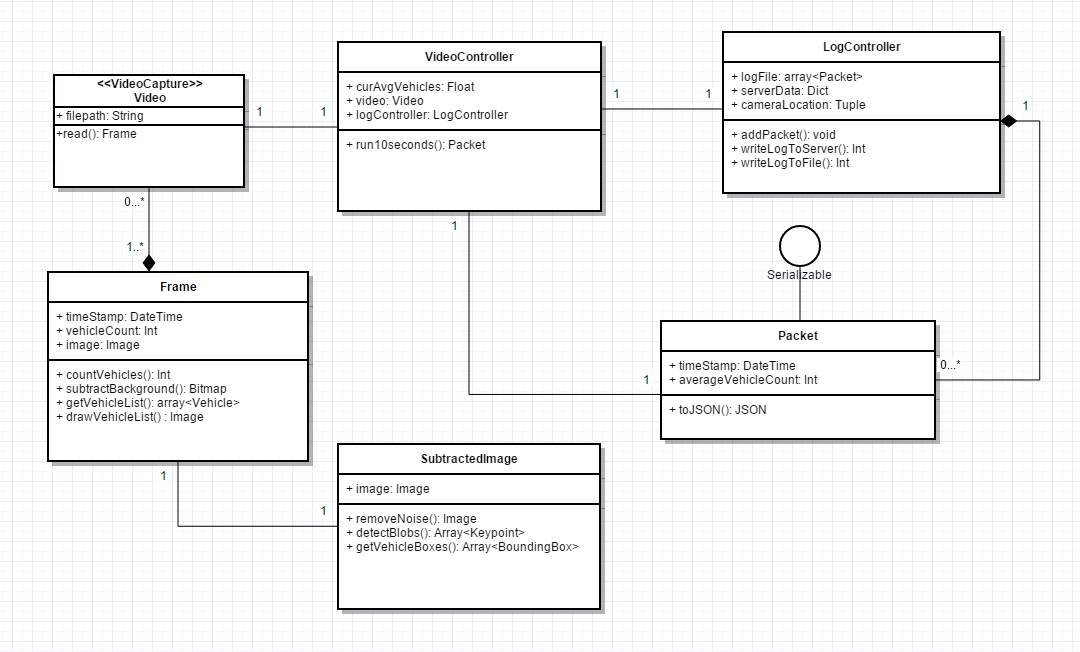 <<VideoCapture>>
Video
+ filepath: String
+read(): Frame
1
1
VideoController
+ curAvgVehicles: Float
+ video: Video
+ logController: LogController
+ run10seconds(): Packet
1
1
LogController
+ logFile: array<Packet>
+ serverData: Dict
+ cameraLocation: Tuple
+ addPacket(): void
+ writeLogToServer(): Int
+ writeLogToFile(): Int
1
0...*
1..*
1
Serializable
Frame
+ timeStamp: DateTime
+ vehicleCount: Int
+ image: Image
+ countVehicles(): Int
+ subtractBackground(): Bitmap
+ getVehicleList(): array<Vehicle>
+ drawVehicleList() : Image
Packet
+ timeStamp: DateTime
+ averageVehicleCount: Int
+ toJSON(): JSON
0...*
1
1
1
SubtractedImage
+ image: Image
+ removeNoise(): Image
+ detectBlobs(): Array<Keypoint>
+ getVehicleBoxes(): Array<BoundingBox>